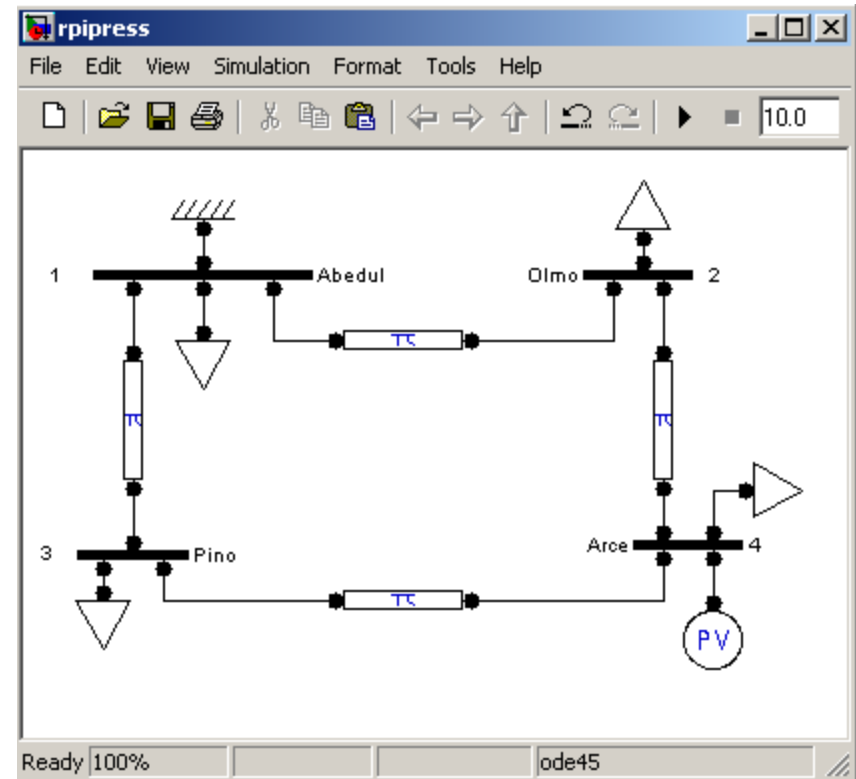 rpipress
File Edit View Simulation Format Tools Help
10.0
1 Abedul Olmo 2
π
π π
3 Pino Arce 4
π
PV
Ready 100% ode45